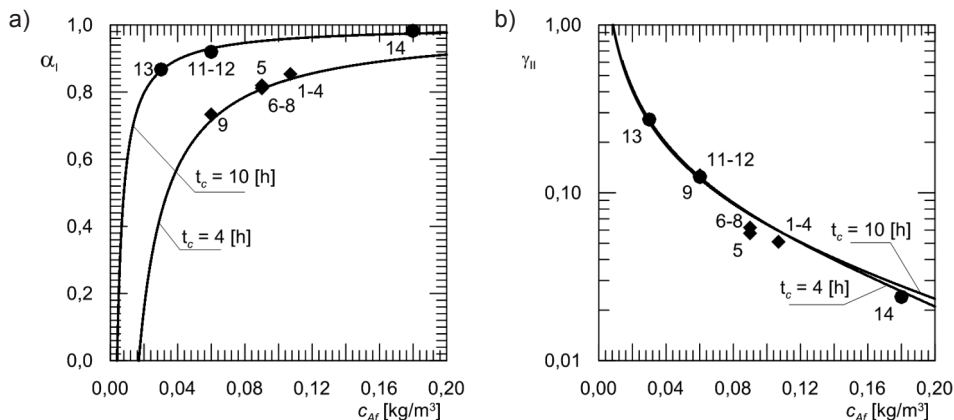 a)
α_I
1,0
0,8
0,6
0,4
0,2
0,0
0,00 0,04 0,08 0,12 0,16 0,20
c_Af [kg/m³]
13
11-12
14
5
6-8
1-4
9
t_c = 10 [h]
t_c = 4 [h]
b)
γ_II
1,00
0,10
0,01
0,00 0,04 0,08 0,12 0,16 0,20
c_Af [kg/m³]
13
11-12
9
6-8
5
1-4
t_c = 10 [h]
t_c = 4 [h]
14